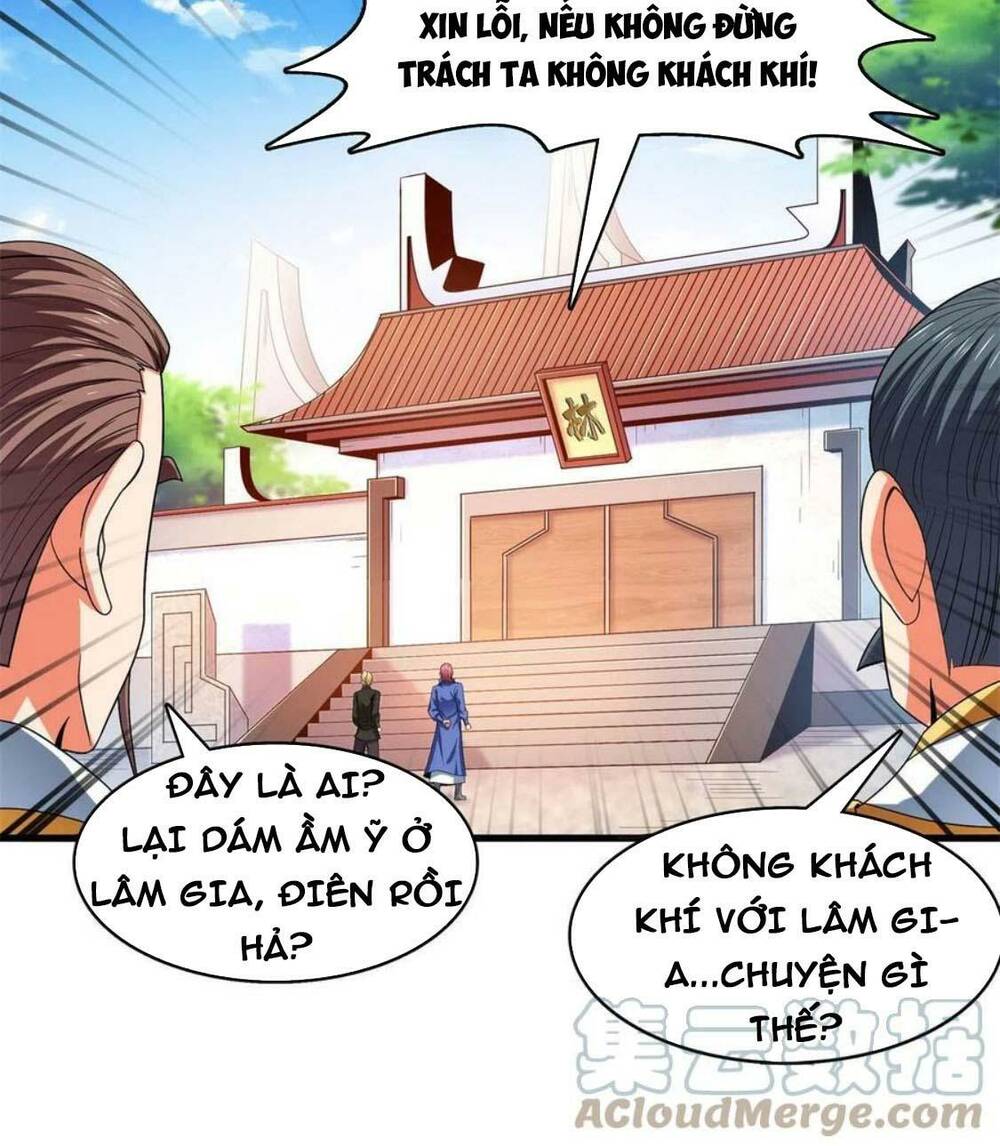 XIN LỖI, NẾU KHÔNG ĐỪNG
TRÁCH TA KHÔNG KHÁCH KHÍ!
林
ĐÂY LÀ AI?
LẠI DÁM ẦM Ỹ Ở
LÂM GIA, ĐIÊN RỒI
HẢ?
KHÔNG KHÁCH
KHÍ VỚI LÂM GI-
A...CHUYỆN GÌ
THẾ?
集云数据
ACloudMerge.com